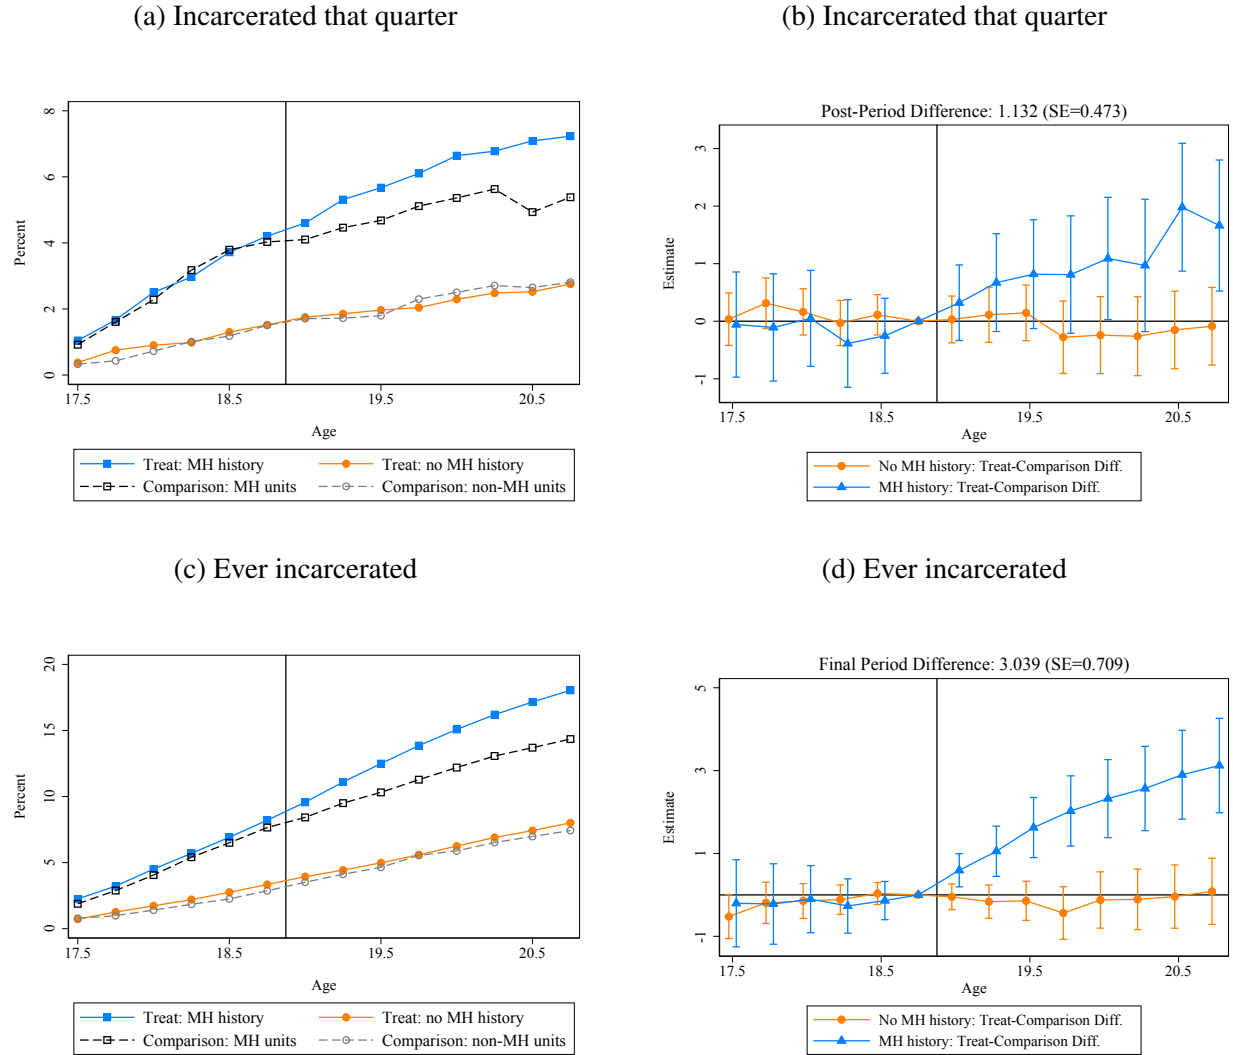 (a) Incarcerated that quarter
Percent
8
6
4
2
0
17.5 18.5 19.5 20.5
Age
Treat: MH history
Treat: no MH history
Comparison: MH units
Comparison: non-MH units
(b) Incarcerated that quarter
Post-Period Difference: 1.132 (SE=0.473)
Estimate
3
2
1
0
-1
17.5 18.5 19.5 20.5
Age
No MH history: Treat-Comparison Diff.
MH history: Treat-Comparison Diff.
(c) Ever incarcerated
Percent
20
15
10
5
0
17.5 18.5 19.5 20.5
Age
Treat: MH history
Treat: no MH history
Comparison: MH units
Comparison: non-MH units
(d) Ever incarcerated
Final Period Difference: 3.039 (SE=0.709)
Estimate
5
3
1
-1
17.5 18.5 19.5 20.5
Age
No MH history: Treat-Comparison Diff.
MH history: Treat-Comparison Diff.